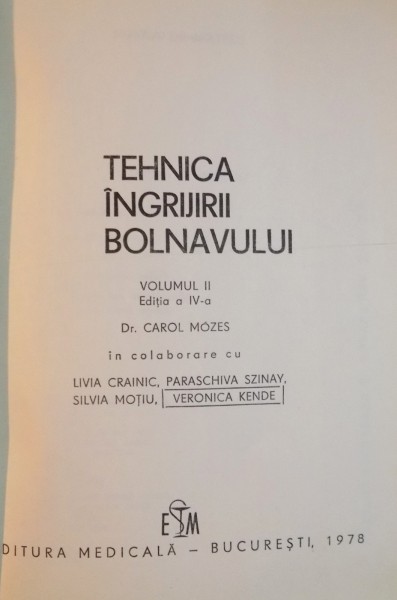 TEHNICA
ÎNGRIJIRII
BOLNAVULUI
VOLUMUL II
Ediția a IV-a
Dr. CAROL MÓZES
în colaborare cu
LIVIA CRAINIC, PARASCHIVA SZINAY,
SILVIA MOȚIU, VERONICA KENDE
E M
DITURA MEDICALĂ – BUCUREȘTI, 1978